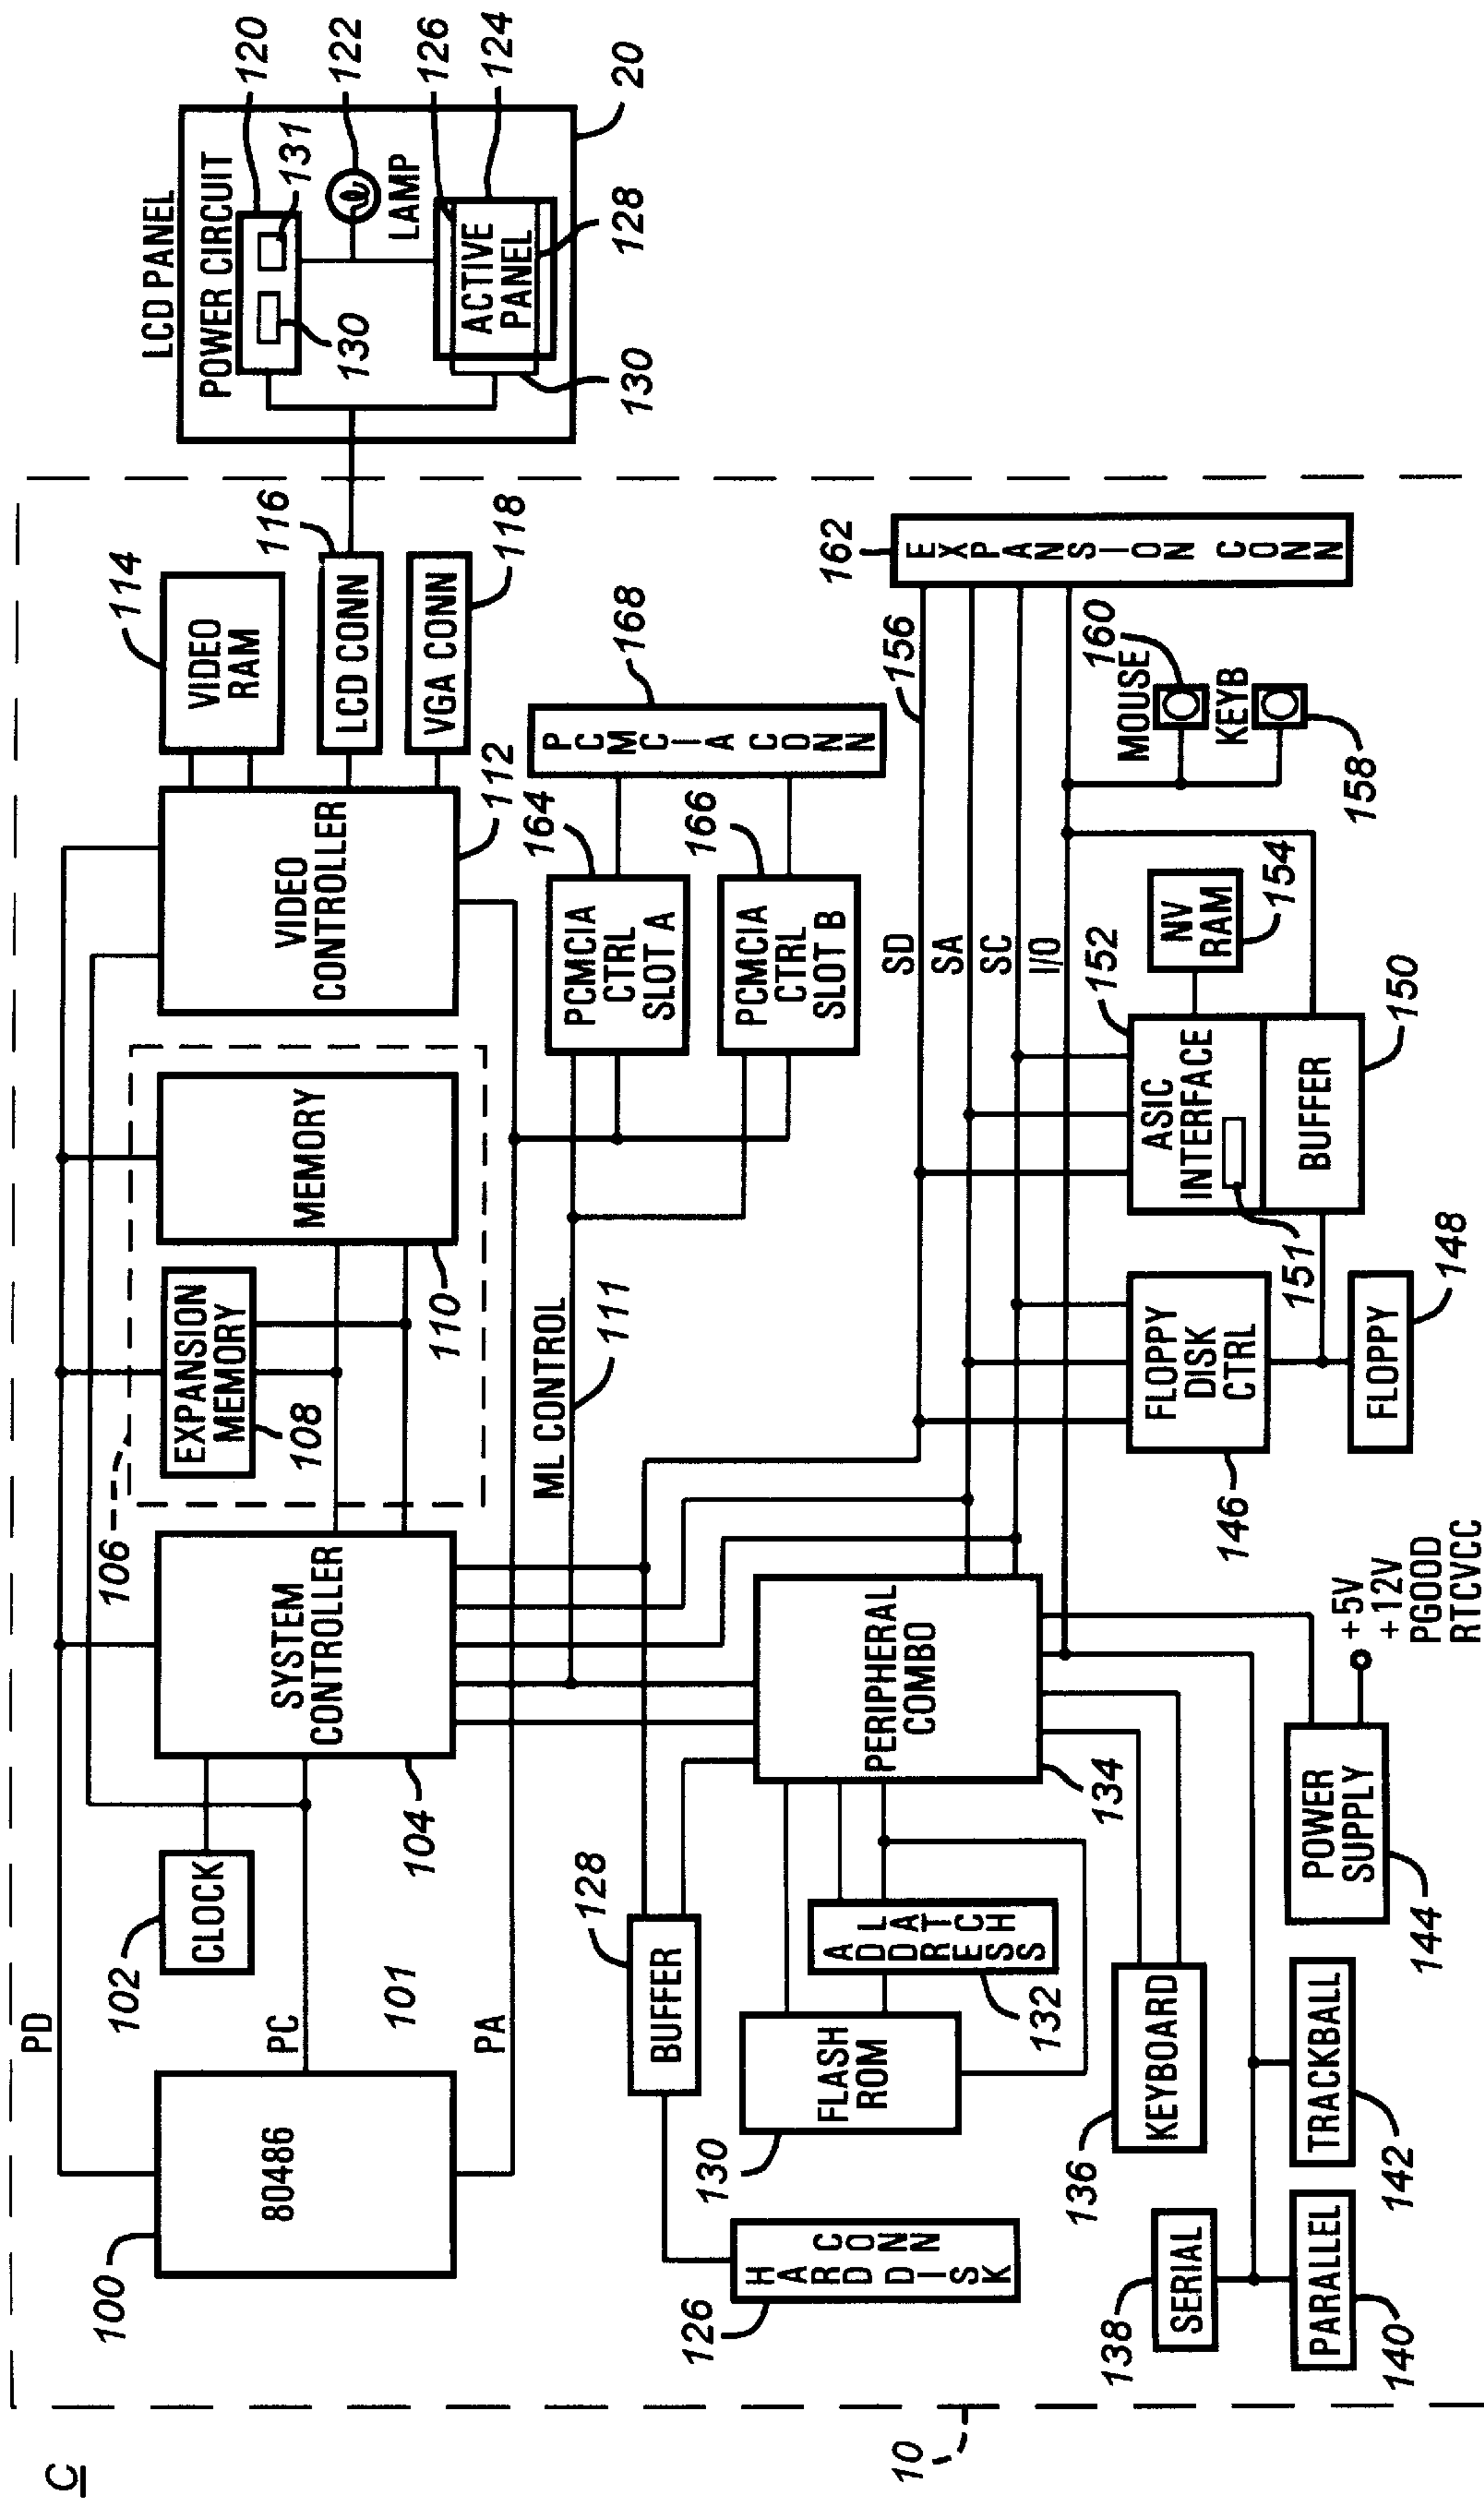 C
10
PD
PC
PA
100
80486
101
102
CLOCK
104
SYSTEM
CONTROLLER
106
EXPANSION
MEMORY
108
MEMORY
110
VIDEO
CONTROLLER
112
114
VIDEO
RAM
116
LCD CONN
VGA CONN
118
LCD PANEL
POWER CIRCUIT
120
131
130
122
LAMP
126
124
ACTIVE
PANEL
128
130
20
ML CONTROL
111
164
PCMCIA
CTRL
SLOT A
166
PCMCIA
CTRL
SLOT B
PCMCIA CONN
168
126
HARD DISK
CONN
128
BUFFER
130
FLASH
ROM
ADDRESS
LATCH
132
PERIPHERAL
COMBO
134
SD
SA
SC
I/O
156
162
EXPANSION CONN
136
KEYBOARD
138
SERIAL
PARALLEL
140
TRACKBALL
142
POWER
SUPPLY
144
+5V
+12V
PGOOD
RTCVCC
146
FLOPPY
DISK
CTRL
FLOPPY
148
152
ASIC
INTERFACE
151
BUFFER
150
NV
RAM
154
MOUSE
160
KEYB
158